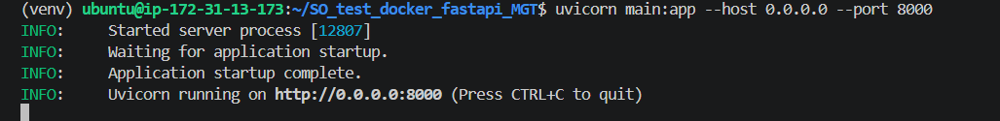 (venv) ubuntu@ip-172-31-13-173:~/SO_test_docker_fastapi_MGT$ uvicorn main:app --host 0.0.0.0 --port 8000
INFO:     Started server process [12807]
INFO:     Waiting for application startup.
INFO:     Application startup complete.
INFO:     Uvicorn running on http://0.0.0.0:8000 (Press CTRL+C to quit)